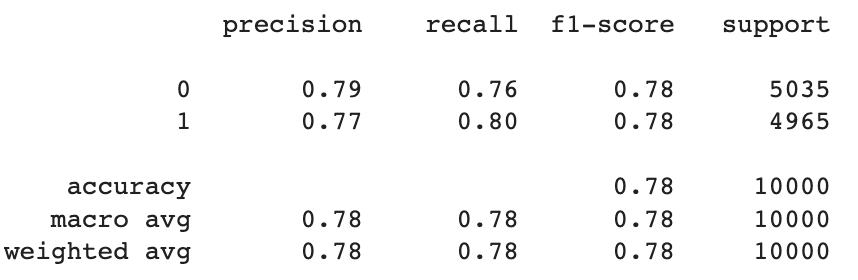 precision recall f1-score support
0 0.79 0.76 0.78 5035
1 0.77 0.80 0.78 4965
accuracy 0.78 10000
macro avg 0.78 0.78 0.78 10000
weighted avg 0.78 0.78 0.78 10000